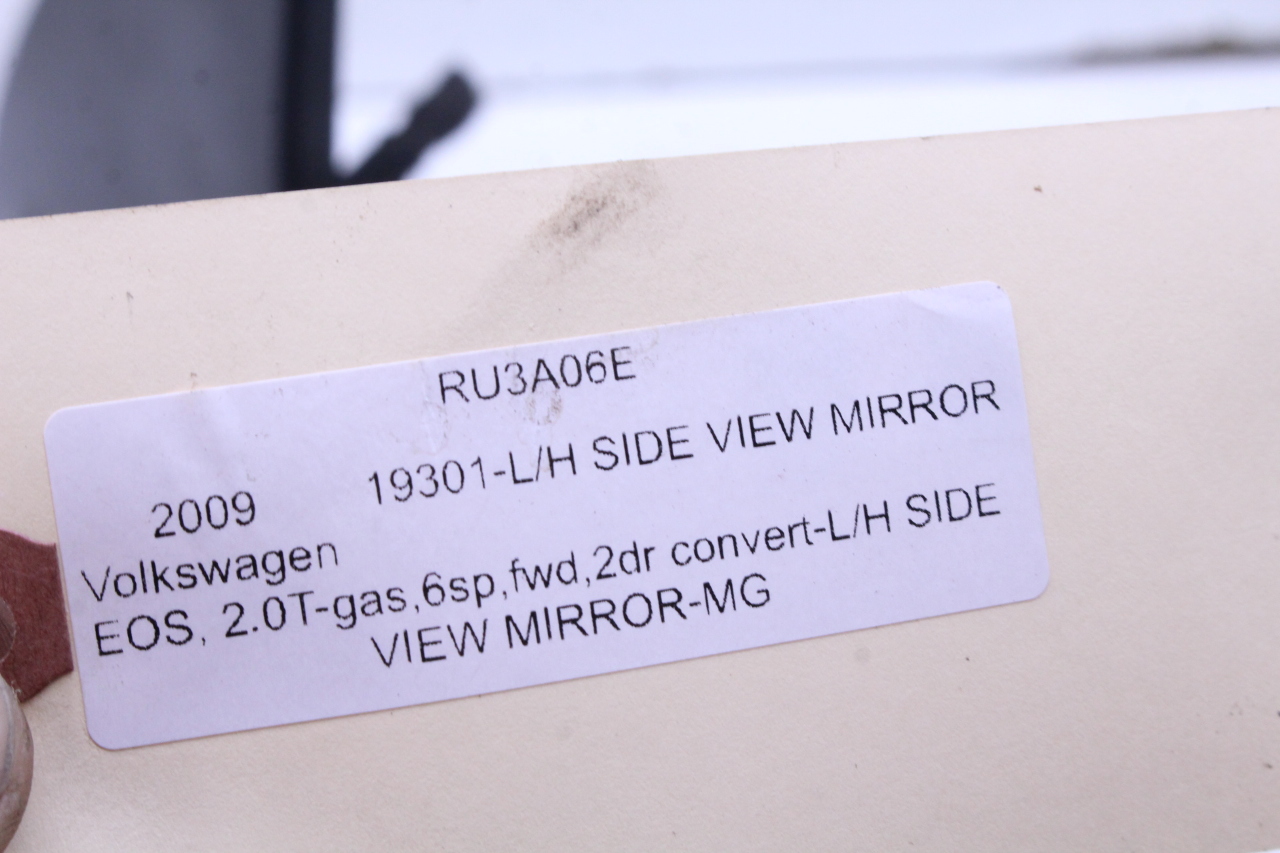 RU3A06E
19301-L/H SIDE VIEW MIRROR
2009
Volkswagen
EOS, 2.0T-gas,6sp,fwd,2dr convert-L/H SIDE
VIEW MIRROR-MG